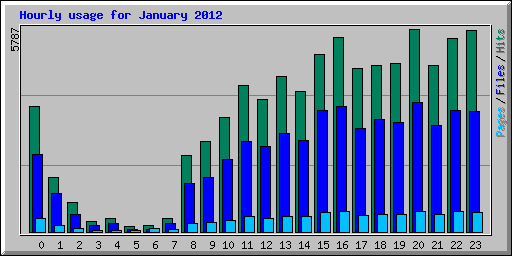 Hourly usage for January 2012
5787
Pages / Files / Hits
0 1 2 3 4 5 6 7 8 9 10 11 12 13 14 15 16 17 18 19 20 21 22 23